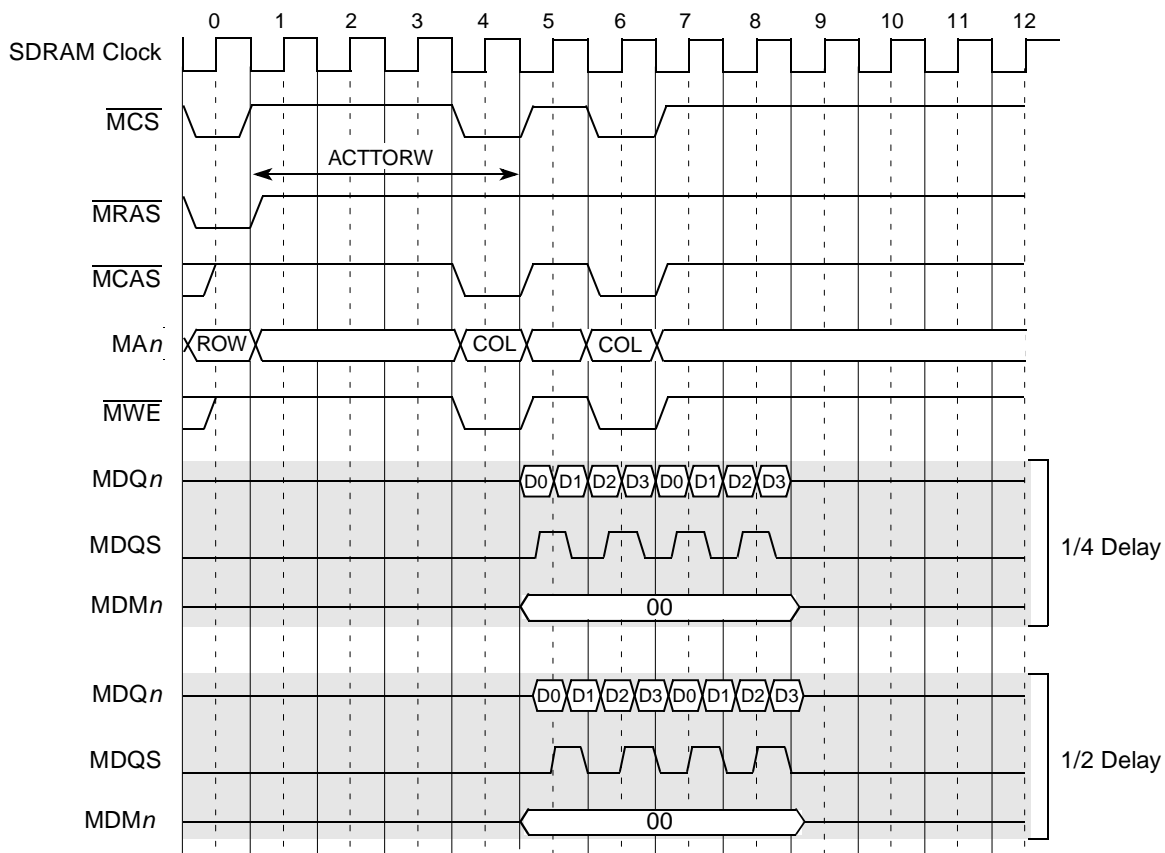 0 1 2 3 4 5 6 7 8 9 10 11 12
SDRAM Clock
MCS
ACTTORW
MRAS
MCAS
MAn ROW COL COL
MWE
MDQn D0 D1 D2 D3 D0 D1 D2 D3
MDQS
1/4 Delay
MDMn 00
MDQn D0 D1 D2 D3 D0 D1 D2 D3
MDQS
1/2 Delay
MDMn 00